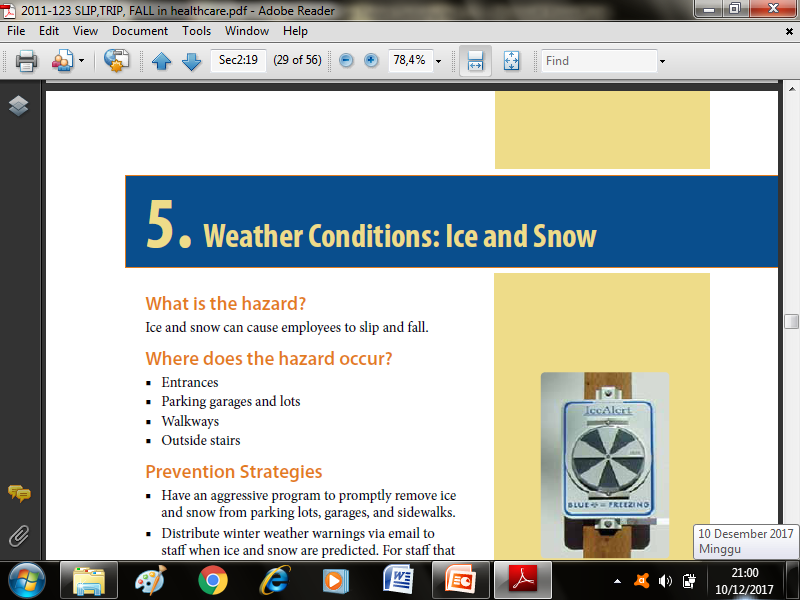 2011-123 SLIP,TRIP, FALL in healthcare.pdf - Adobe Reader
File Edit View Document Tools Window Help
Sec2:19 (29 of 56) 78,4% Find
5. Weather Conditions: Ice and Snow
What is the hazard?
Ice and snow can cause employees to slip and fall.
Where does the hazard occur?
▪ Entrances
▪ Parking garages and lots
▪ Walkways
▪ Outside stairs
Prevention Strategies
▪ Have an aggressive program to promptly remove ice
and snow from parking lots, garages, and sidewalks.
▪ Distribute winter weather warnings via email to
staff when ice and snow are predicted. For staff that
IceAlert
BLUE = FREEZING
10 Desember 2017
Minggu
21:00
10/12/2017